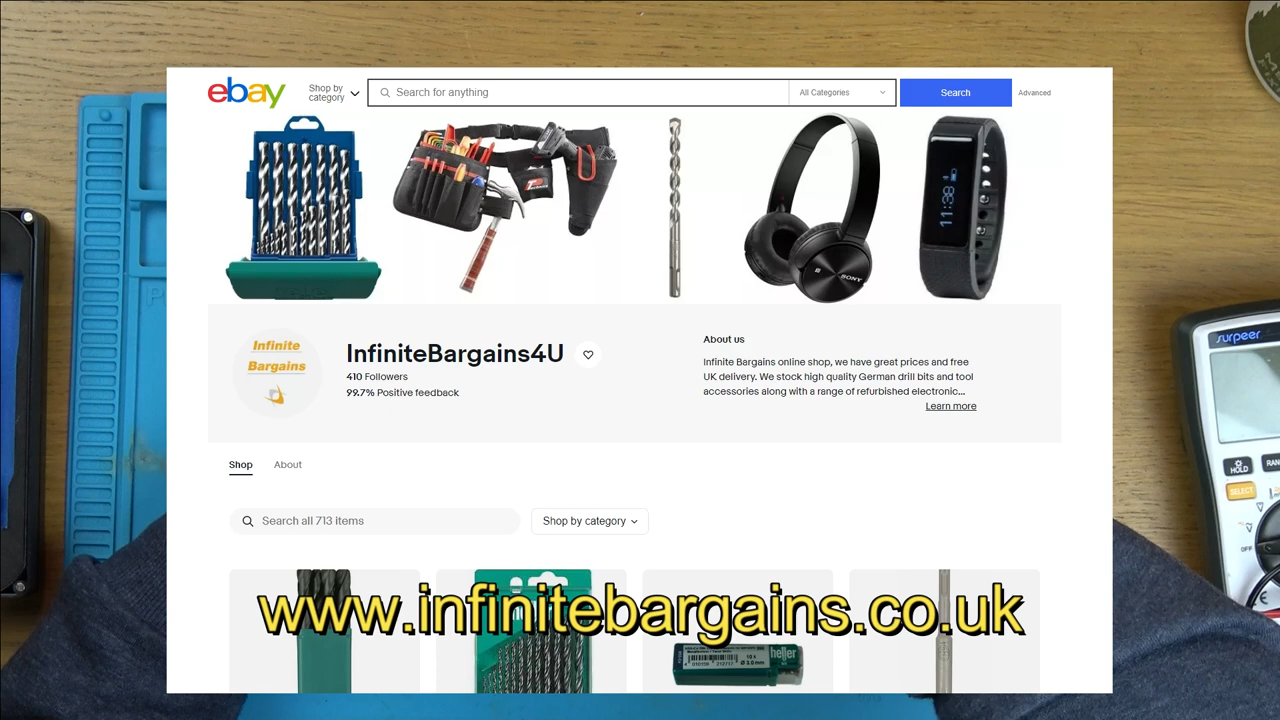 ebay
Shop by
category
Search for anything
All Categories
Search
Advanced
11:38
SONY
Infinite
Bargains
InfiniteBargains4U
410 Followers
99.7% Positive feedback
About us
Infinite Bargains online shop, we have great prices and free
UK delivery. We stock high quality German drill bits and tool
accessories along with a range of refurbished electronic...
Learn more
surpeer
HOLD
RAN
SELECT
OFF
Shop
About
Search all 713 items
Shop by category
www.infinitebargains.co.uk
heller